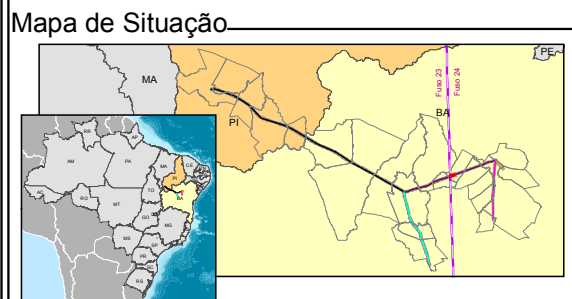 Mapa de Situação
MA
PI
BA
PE
Fuso 23
Fuso 24
RR
AP
AM
PA
MA
CE
PI
AC
RO
TO
MT
BA
GO
MG
MS
SP
PR
SC
RS